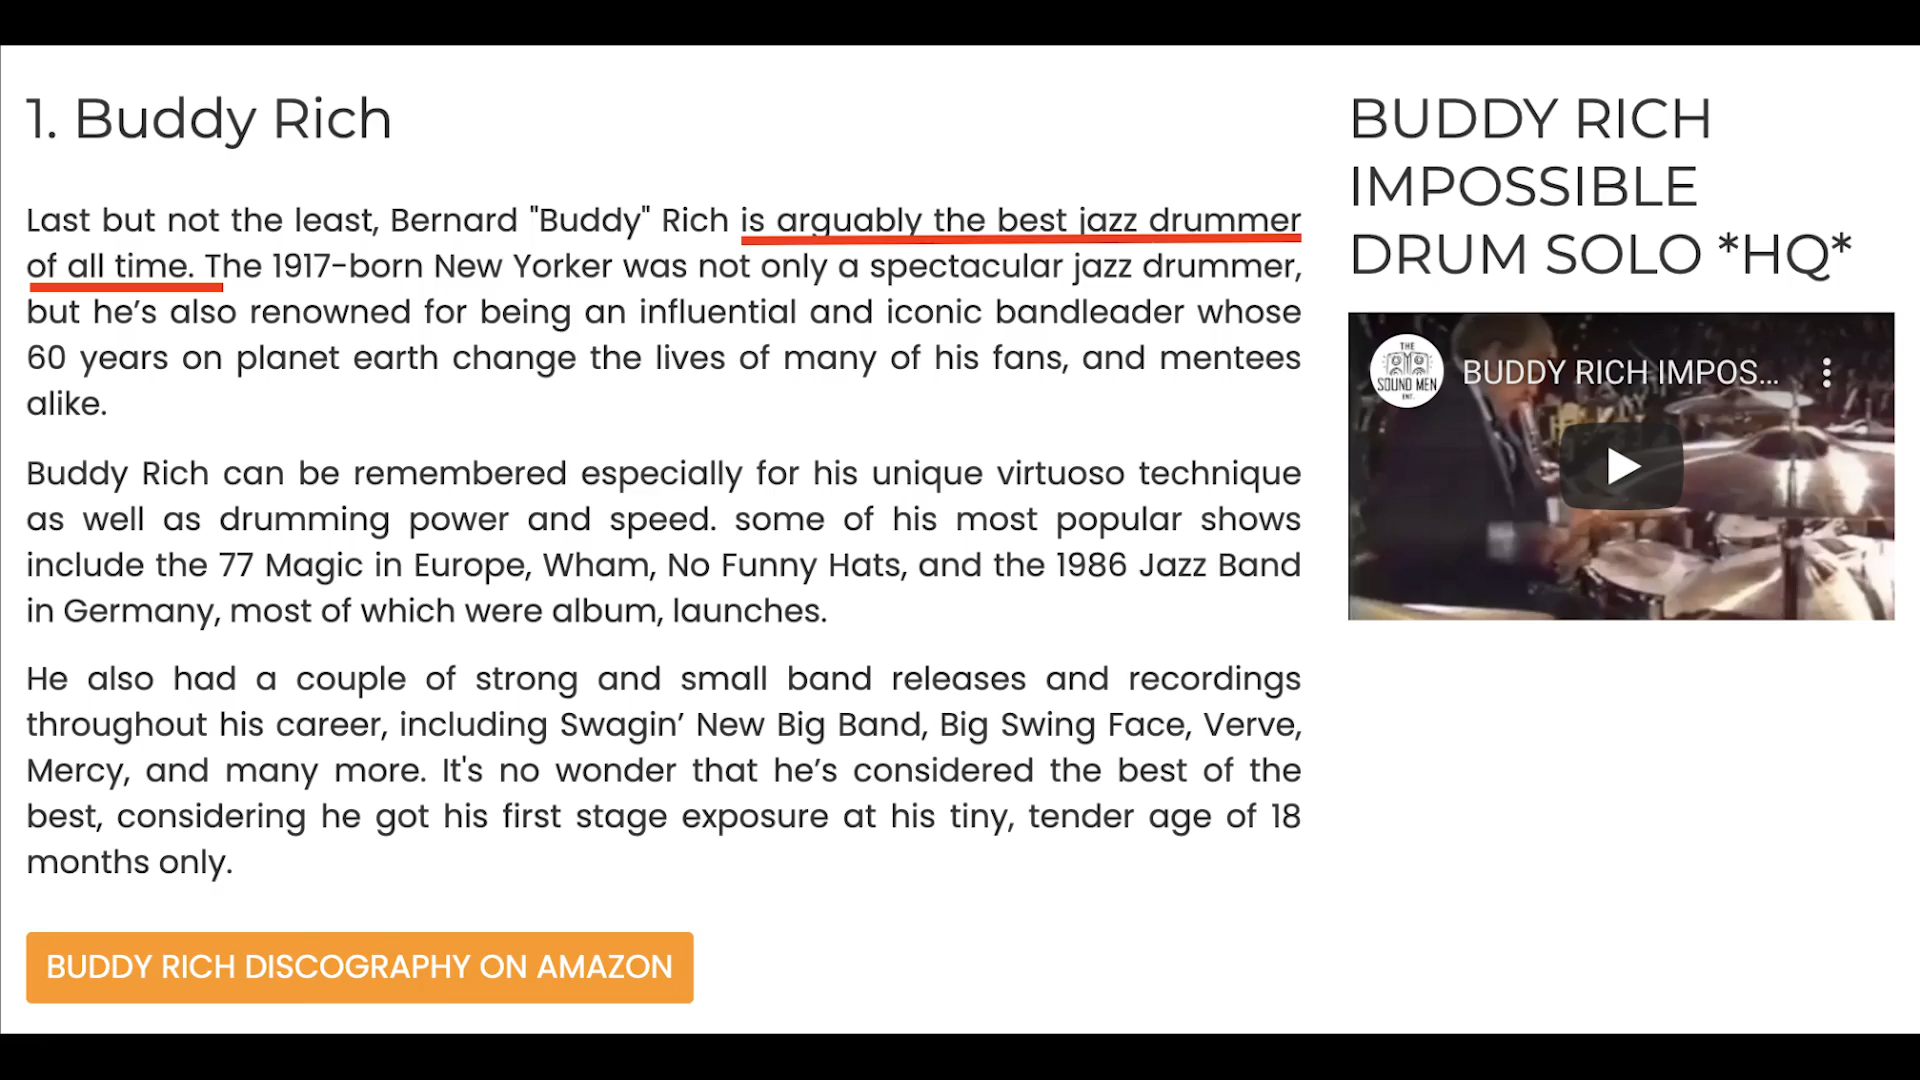 1. Buddy Rich
Last but not the least, Bernard "Buddy" Rich is arguably the best jazz drummer
of all time. The 1917-born New Yorker was not only a spectacular jazz drummer,
but he’s also renowned for being an influential and iconic bandleader whose
60 years on planet earth change the lives of many of his fans, and mentees
alike.
Buddy Rich can be remembered especially for his unique virtuoso technique
as well as drumming power and speed. some of his most popular shows
include the 77 Magic in Europe, Wham, No Funny Hats, and the 1986 Jazz Band
in Germany, most of which were album, launches.
He also had a couple of strong and small band releases and recordings
throughout his career, including Swagin’ New Big Band, Big Swing Face, Verve,
Mercy, and many more. It's no wonder that he’s considered the best of the
best, considering he got his first stage exposure at his tiny, tender age of 18
months only.
BUDDY RICH DISCOGRAPHY ON AMAZON
BUDDY RICH
IMPOSSIBLE
DRUM SOLO *HQ*
THE
SOUND MEN
ENT.
BUDDY RICH IMPOS...